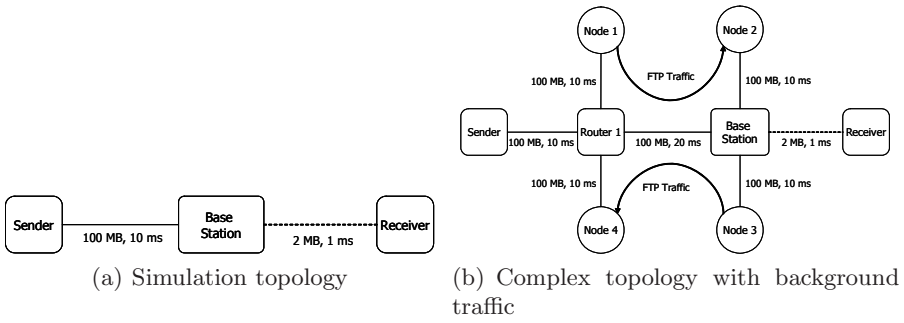 Sender
100 MB, 10 ms
Base
Station
2 MB, 1 ms
Receiver
(a) Simulation topology
Node 1
Node 2
FTP Traffic
100 MB, 10 ms
100 MB, 10 ms
Sender
100 MB, 10 ms
Router 1
100 MB, 20 ms
Base
Station
2 MB, 1 ms
Receiver
100 MB, 10 ms
FTP Traffic
100 MB, 10 ms
Node 4
Node 3
(b) Complex topology with background
traffic